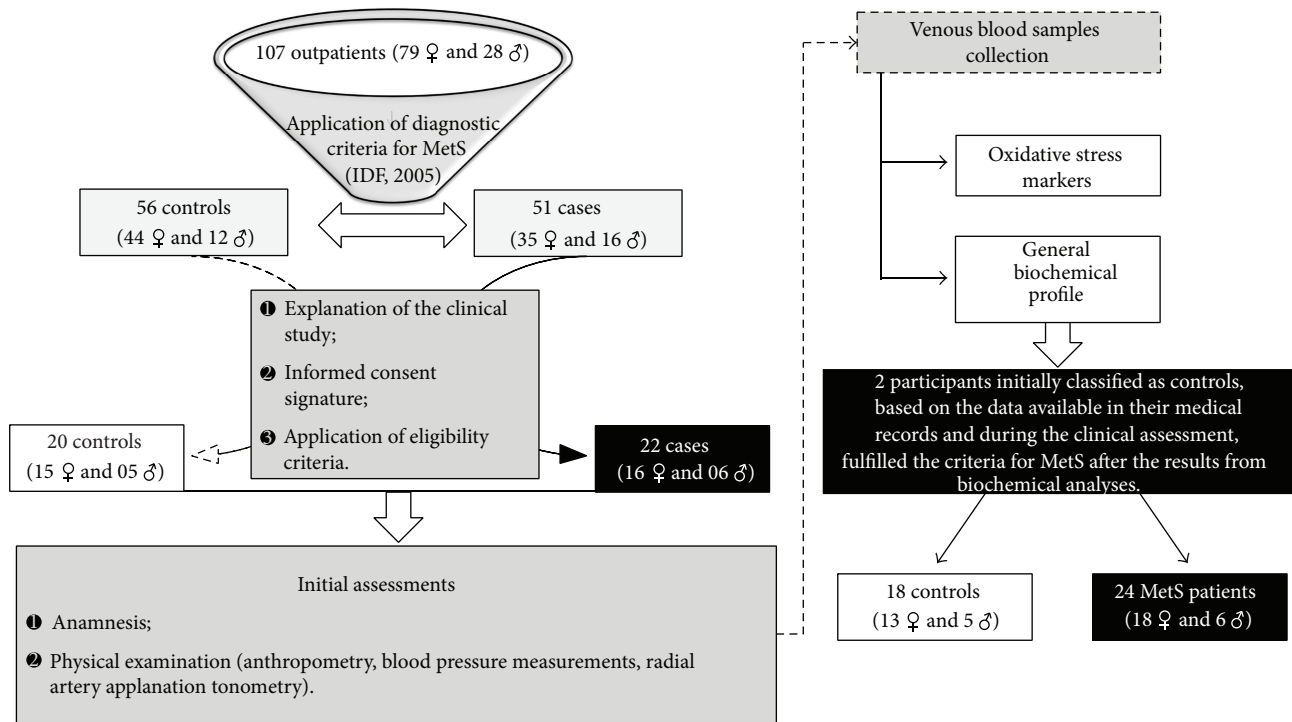 107 outpatients (79 ♀ and 28 ♂)
Application of diagnostic
criteria for MetS
(IDF, 2005)
56 controls
(44 ♀ and 12 ♂)
51 cases
(35 ♀ and 16 ♂)
❶ Explanation of the clinical
study;
❷ Informed consent
signature;
❸ Application of eligibility
criteria.
20 controls
(15 ♀ and 05 ♂)
22 cases
(16 ♀ and 06 ♂)
Initial assessments
❶ Anamnesis;
❷ Physical examination (anthropometry, blood pressure measurements, radial
artery applanation tonometry).
Venous blood samples
collection
Oxidative stress
markers
General
biochemical
profile
2 participants initially classified as controls,
based on the data available in their medical
records and during the clinical assessment,
fulfilled the criteria for MetS after the results from
biochemical analyses.
18 controls
(13 ♀ and 5 ♂)
24 MetS patients
(18 ♀ and 6 ♂)